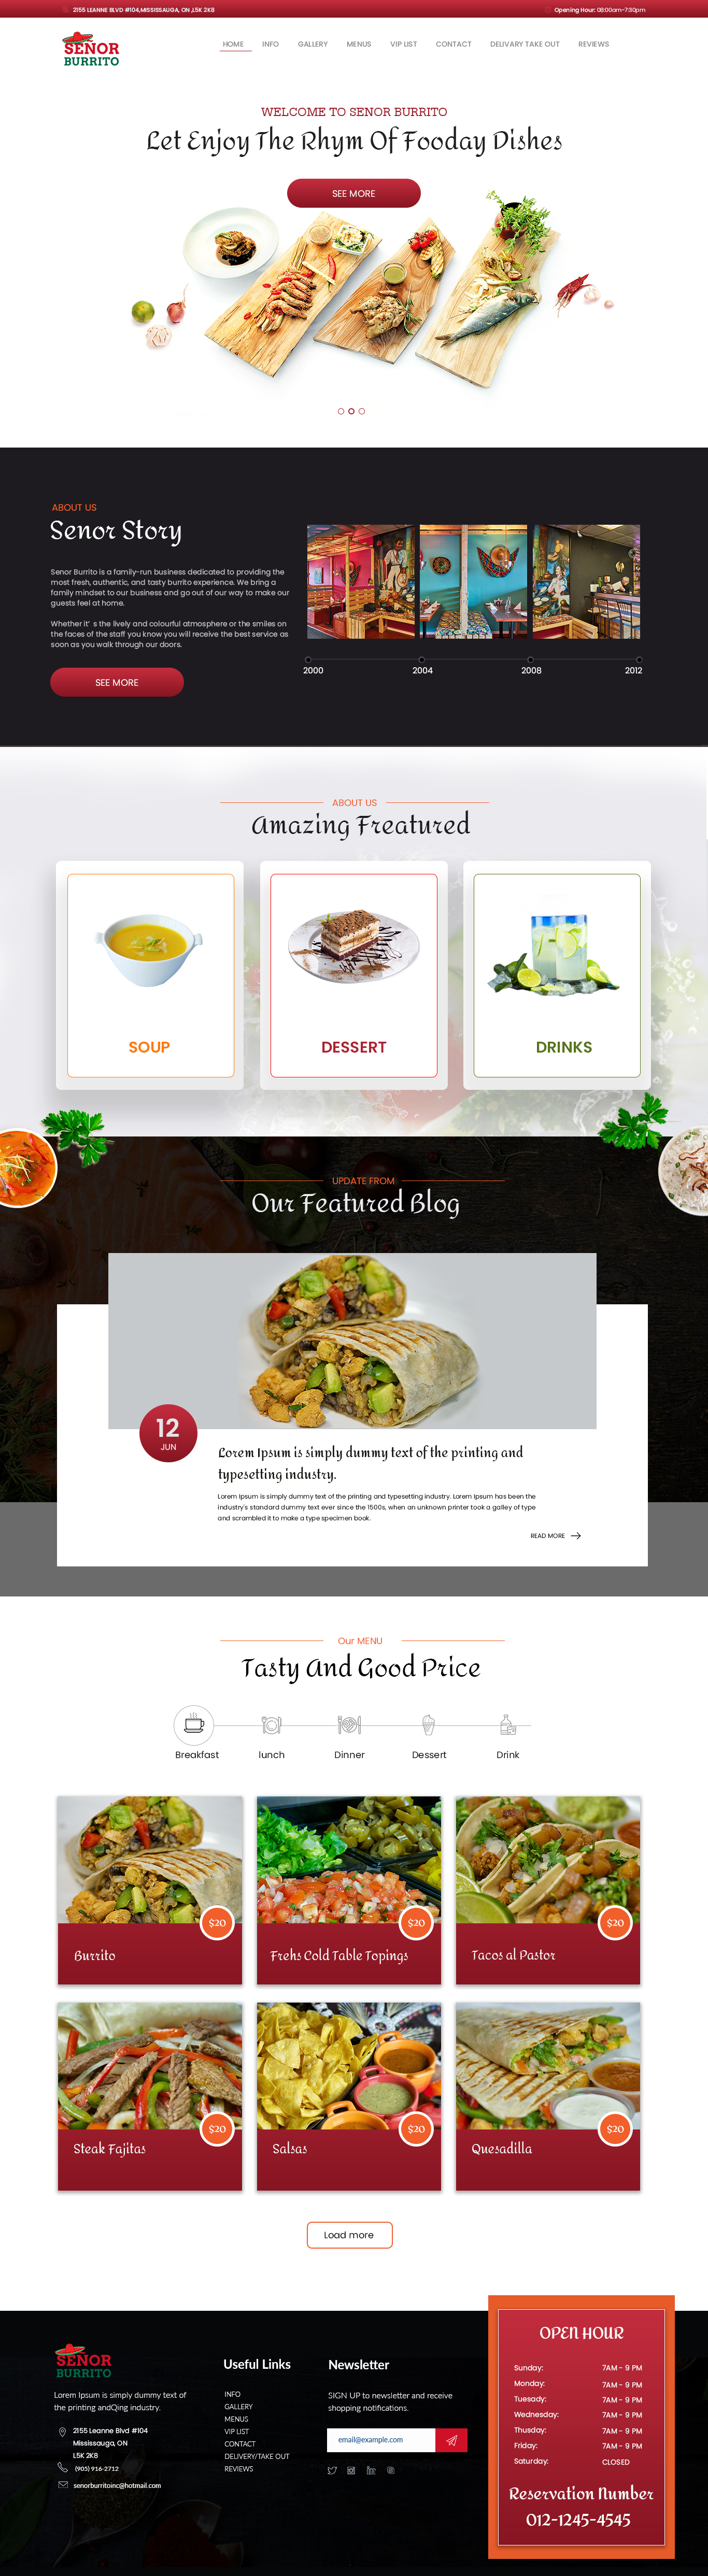 2155 LEANNE BLVD #104,MISSISSAUGA, ON ,L5K 2K8
Opening Hour: 08:00am-7:30pm
SENOR
BURRITO
HOME
INFO
GALLERY
MENUS
VIP LIST
CONTACT
DELIVARY TAKE OUT
REVIEWS
WELCOME TO SENOR BURRITO
Let Enjoy The Rhym Of Fooday Dishes
SEE MORE
ABOUT US
Senor Story
Senor Burrito is a family-run business dedicated to providing the
most fresh, authentic, and tasty burrito experience. We bring a
family mindset to our business and go out of our way to make our
guests feel at home.
Whether it' s the lively and colourful atmosphere or the smiles on
the faces of the staff you know you will receive the best service as
soon as you walk through our doors.
SEE MORE
2000
2004
2008
2012
ABOUT US
Amazing Freatured
SOUP
DESSERT
DRINKS
UPDATE FROM
Our Featured Blog
12
JUN
Lorem Ipsum is simply dummy text of the printing and
typesetting industry.
Lorem Ipsum is simply dummy text of the printing and typesetting industry. Lorem Ipsum has been the
industry's standard dummy text ever since the 1500s, when an unknown printer took a galley of type
and scrambled it to make a type specimen book.
READ MORE
Our MENU
Tasty And Good Price
Breakfast
lunch
Dinner
Dessert
Drink
$20
$20
$20
Burrito
Frehs Cold Table Topings
Tacos al Pastor
$20
$20
$20
Steak Fajitas
Salsas
Quesadilla
Load more
SENOR
BURRITO
Lorem Ipsum is simply dummy text of
the printing andQing industry.
2155 Leanne Blvd #104
Mississauga, ON
L5K 2K8
(905) 916-2712
senorburritoinc@hotmail.com
Useful Links
INFO
GALLERY
MENUS
VIP LIST
CONTACT
DELIVERY/TAKE OUT
REVIEWS
Newsletter
SIGN UP to newsletter and receive
shopping notifications.
email@example.com
OPEN HOUR
Sunday: 7AM - 9 PM
Monday: 7AM - 9 PM
Tuesady: 7AM - 9 PM
Wednesday: 7AM - 9 PM
Thusday: 7AM - 9 PM
Friday: 7AM - 9 PM
Saturday: CLOSED
Reservation Number
012-1245-4545